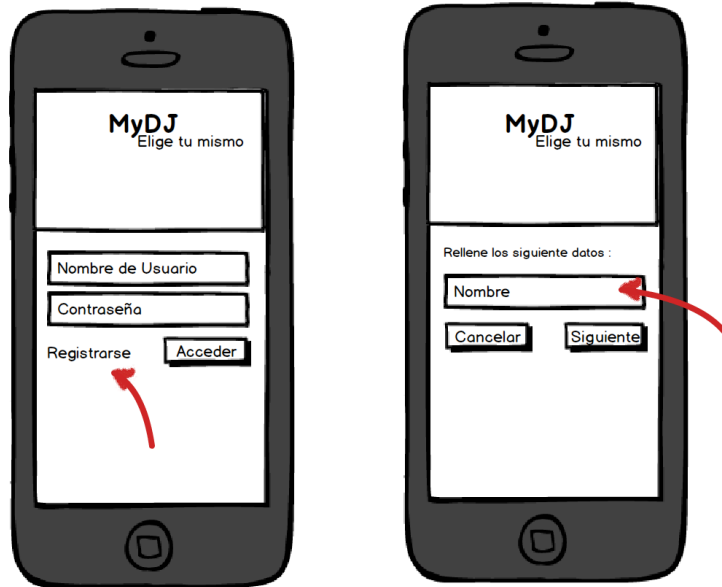 MyDJ
Elige tu mismo
Nombre de Usuario
Contraseña
Registrarse Acceder
MyDJ
Elige tu mismo
Rellene los siguiente datos :
Nombre
Cancelar Siguiente